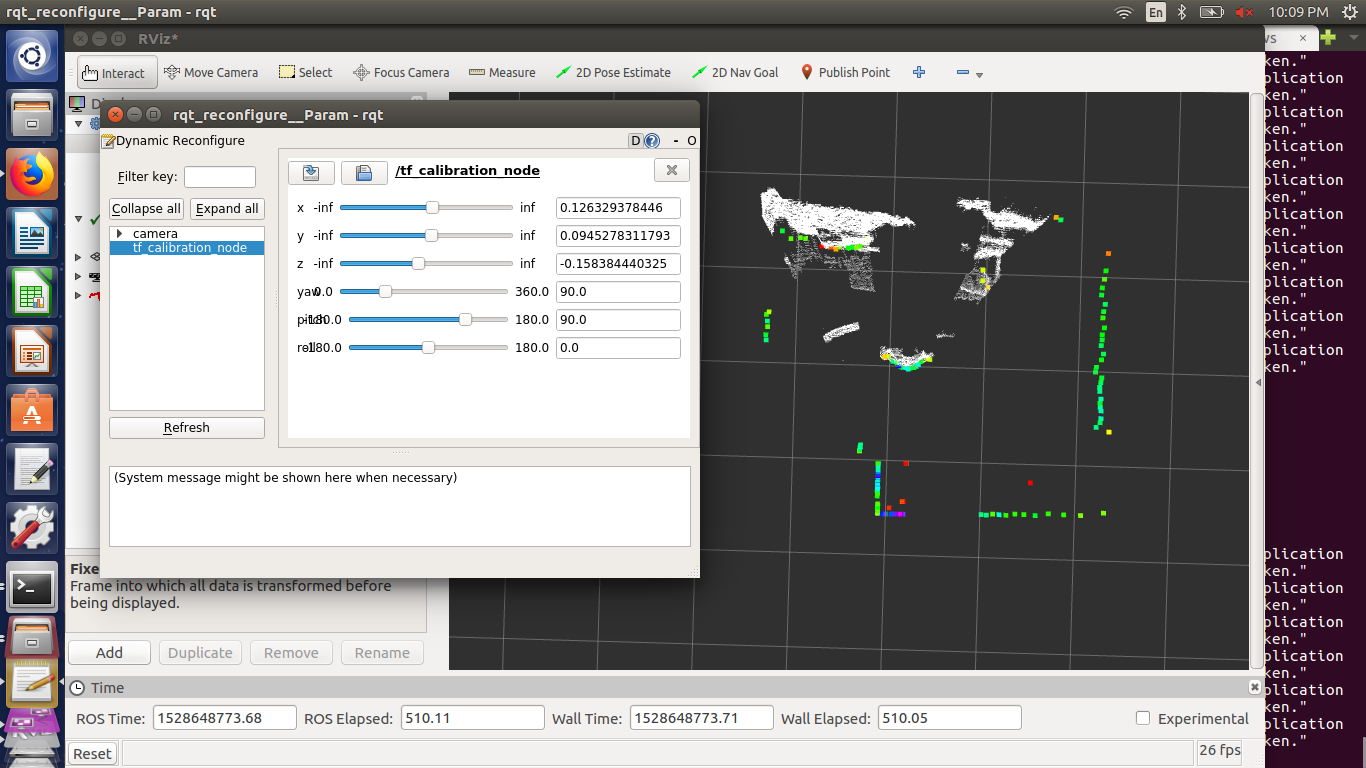 rqt_reconfigure__Param - rqt
En
10:09 PM
RViz*
ws ×
Interact
Move Camera
Select
Focus Camera
Measure
2D Pose Estimate
2D Nav Goal
Publish Point
rqt_reconfigure__Param - rqt
Dynamic Reconfigure
D
- O
Filter key:
Collapse all
Expand all
camera
tf_calibration_node
Refresh
/tf_calibration_node
x -inf inf 0.126329378446
y -inf inf 0.0945278311793
z -inf inf -0.158384440325
yaw 0.0 360.0 90.0
pitch -180.0 180.0 90.0
roll -180.0 180.0 0.0
(System message might be shown here when necessary)
Fixe
Frame into which all data is transformed before
being displayed.
Add
Duplicate
Remove
Rename
Time
ROS Time: 1528648773.68
ROS Elapsed: 510.11
Wall Time: 1528648773.71
Wall Elapsed: 510.05
Experimental
Reset
26 fps
ken."
plication
ken."
plication
ken."
plication
ken."
plication
ken."
plication
ken."
plication
ken."
plication
ken."
plication
ken."
plication
ken."
plication
ken."
plication
ken."
plication
ken."
plication
ken."
plication
ken."
plication
ken."